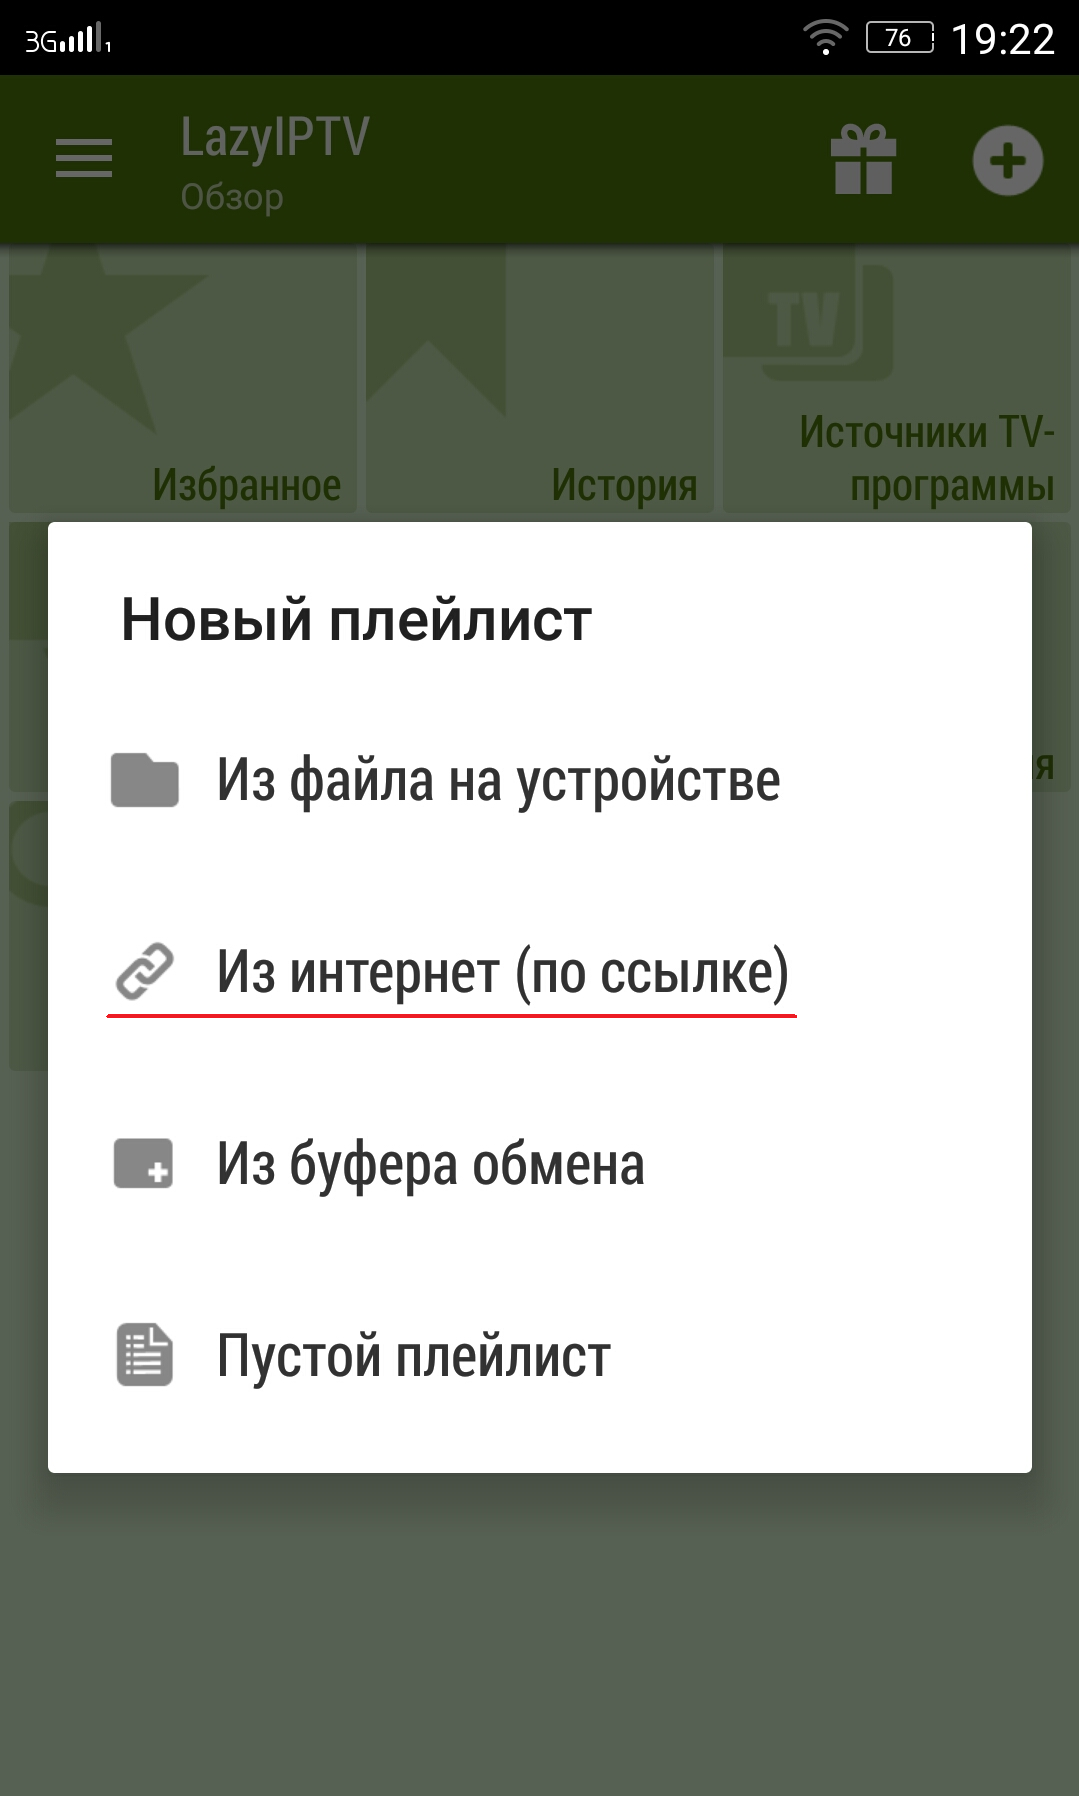 3G 1 76 19:22
LazyIPTV
Обзор
TV
Избранное
История
Источники TV-
программы
Новый плейлист
я
Из файла на устройстве
Из интернет (по ссылке)
Из буфера обмена
Пустой плейлист